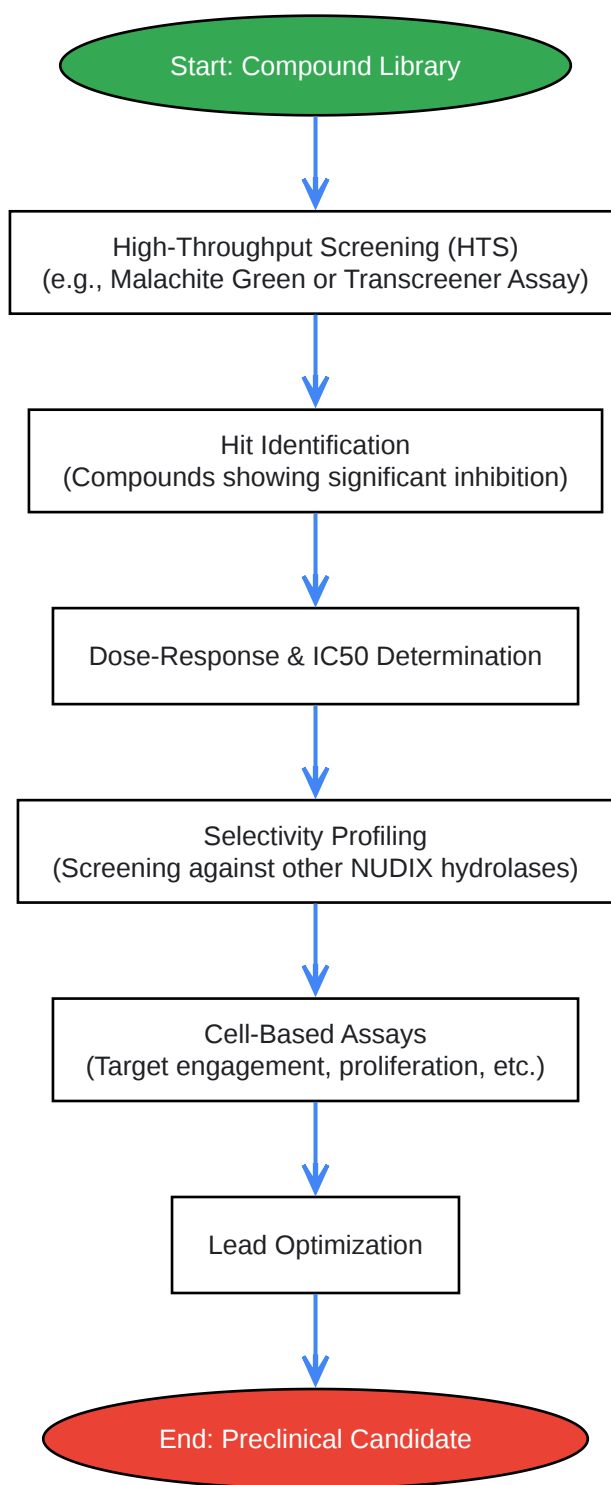 Start: Compound Library
High-Throughput Screening (HTS)
(e.g., Malachite Green or Transcreener Assay)
Hit Identification
(Compounds showing significant inhibition)
Dose-Response & IC50 Determination
Selectivity Profiling
(Screening against other NUDIX hydrolases)
Cell-Based Assays
(Target engagement, proliferation, etc.)
Lead Optimization
End: Preclinical Candidate